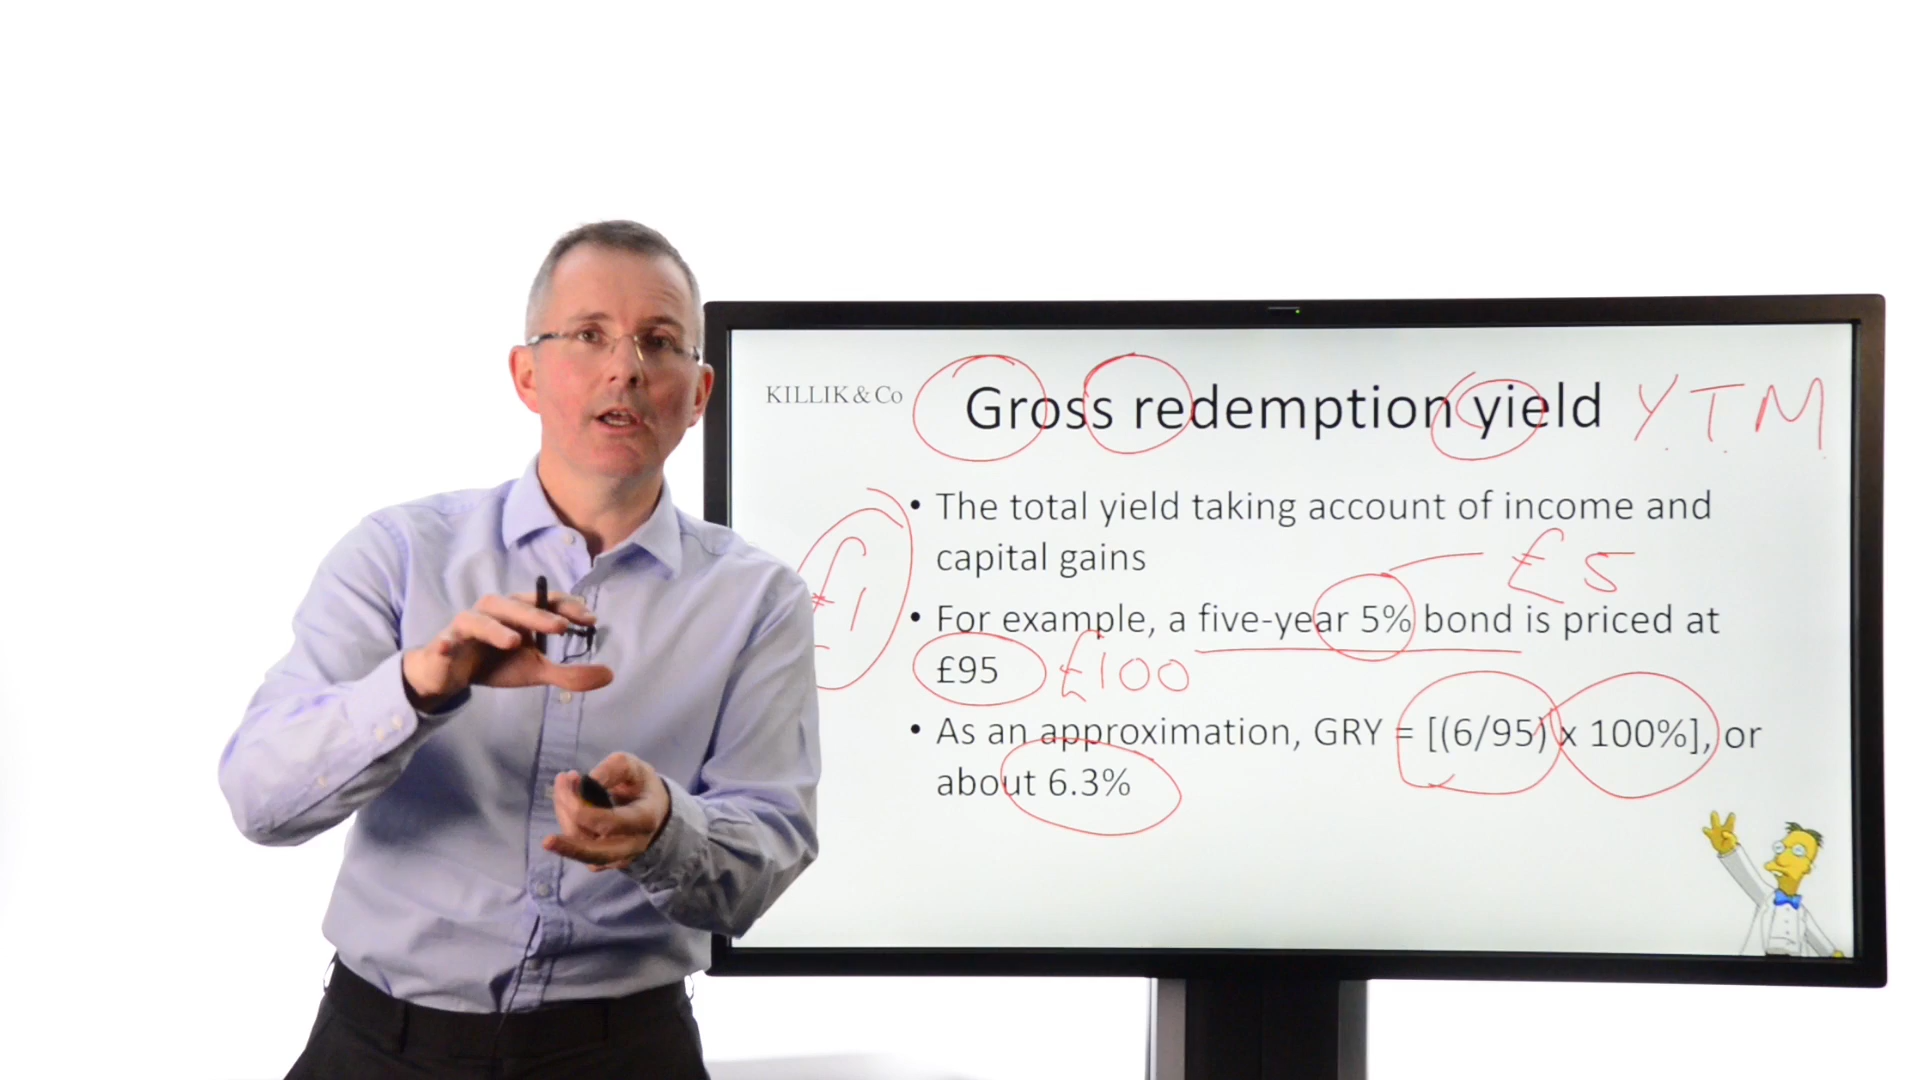 KILLIK & Co
Gross redemption yield YTM
• The total yield taking account of income and
capital gains
£5
£1
• For example, a five-year 5% bond is priced at
£95 £100
• As an approximation, GRY = [(6/95) x 100%], or
about 6.3%